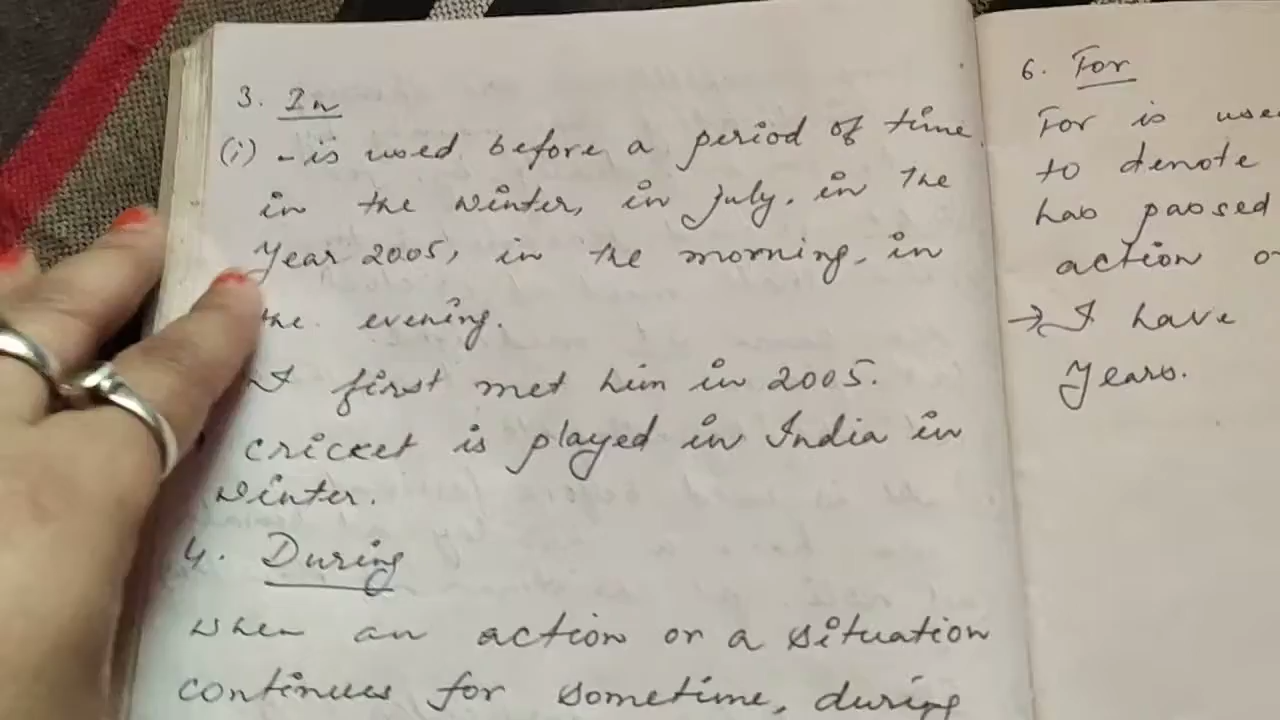 3. In
(i) - is used before a period of time
in the winter, in july, in the
Year 2005, in the morning, in
the evening.
I first met him in 2005.
cricket is played in India in
winter.
4. During
when an action or a situation
continues for sometime, during
6. For
For is used
to denote
has passed
action o
→ I have
Years.